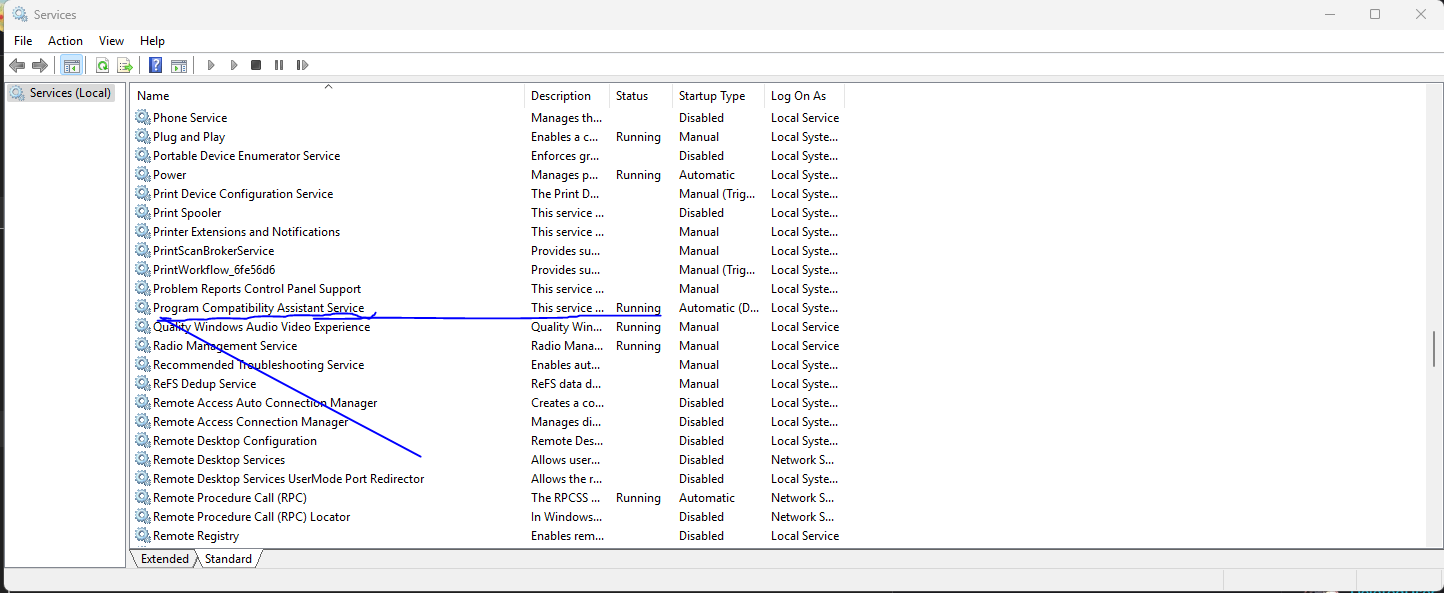 Services
File Action View Help
Services (Local)
Name Description Status Startup Type Log On As
Phone Service Manages th... Disabled Local Service
Plug and Play Enables a c... Running Manual Local Syste...
Portable Device Enumerator Service Enforces gr... Disabled Local Syste...
Power Manages p... Running Automatic Local Syste...
Print Device Configuration Service The Print D... Manual (Trig... Local Syste...
Print Spooler This service ... Disabled Local Syste...
Printer Extensions and Notifications This service ... Manual Local Syste...
PrintScanBrokerService Provides su... Manual Local Syste...
PrintWorkflow_6fe56d6 Provides su... Manual (Trig... Local Syste...
Problem Reports Control Panel Support This service ... Manual Local Syste...
Program Compatibility Assistant Service This service ... Running Automatic (D... Local Syste...
Quality Windows Audio Video Experience Quality Win... Running Manual Local Service
Radio Management Service Radio Mana... Running Manual Local Service
Recommended Troubleshooting Service Enables aut... Manual Local Syste...
ReFS Dedup Service ReFS data d... Manual Local Syste...
Remote Access Auto Connection Manager Creates a co... Disabled Local Syste...
Remote Access Connection Manager Manages di... Disabled Local Syste...
Remote Desktop Configuration Remote Des... Disabled Local Syste...
Remote Desktop Services Allows user... Disabled Network S...
Remote Desktop Services UserMode Port Redirector Allows the r... Disabled Local Syste...
Remote Procedure Call (RPC) The RPCSS ... Running Automatic Network S...
Remote Procedure Call (RPC) Locator In Windows... Disabled Network S...
Remote Registry Enables rem... Disabled Local Service
Extended Standard